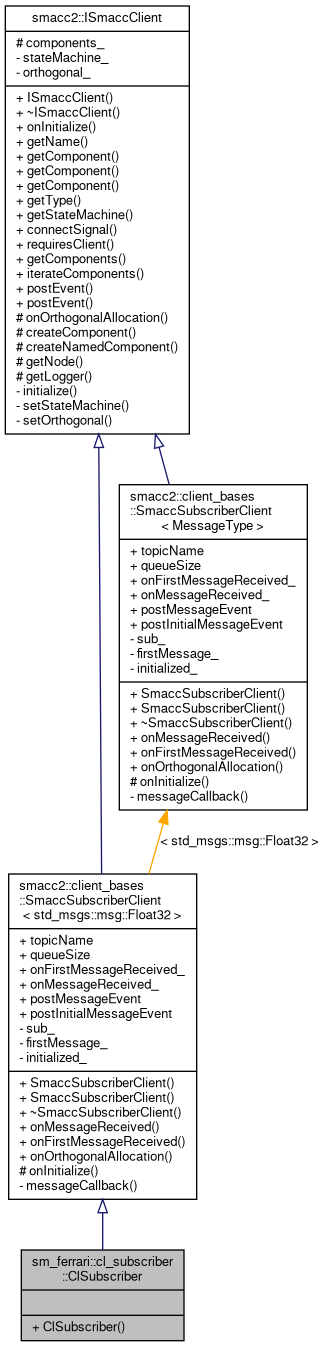 smacc2::ISmaccClient
# components_
- stateMachine_
- orthogonal_
+ ISmaccClient()
+ ~ISmaccClient()
+ onInitialize()
+ getName()
+ getComponent()
+ getComponent()
+ getComponent()
+ getType()
+ getStateMachine()
+ connectSignal()
+ requiresClient()
+ getComponents()
+ iterateComponents()
+ postEvent()
+ postEvent()
# onOrthogonalAllocation()
# createComponent()
# createNamedComponent()
# getNode()
# getLogger()
- initialize()
- setStateMachine()
- setOrthogonal()
smacc2::client_bases
::SmaccSubscriberClient
< MessageType >
+ topicName
+ queueSize
+ onFirstMessageReceived_
+ onMessageReceived_
+ postMessageEvent
+ postInitialMessageEvent
- sub_
- firstMessage_
- initialized_
+ SmaccSubscriberClient()
+ SmaccSubscriberClient()
+ ~SmaccSubscriberClient()
+ onMessageReceived()
+ onFirstMessageReceived()
+ onOrthogonalAllocation()
# onInitialize()
- messageCallback()
< std_msgs::msg::Float32 >
smacc2::client_bases
::SmaccSubscriberClient
< std_msgs::msg::Float32 >
+ topicName
+ queueSize
+ onFirstMessageReceived_
+ onMessageReceived_
+ postMessageEvent
+ postInitialMessageEvent
- sub_
- firstMessage_
- initialized_
+ SmaccSubscriberClient()
+ SmaccSubscriberClient()
+ ~SmaccSubscriberClient()
+ onMessageReceived()
+ onFirstMessageReceived()
+ onOrthogonalAllocation()
# onInitialize()
- messageCallback()
sm_ferrari::cl_subscriber
::ClSubscriber
+ ClSubscriber()